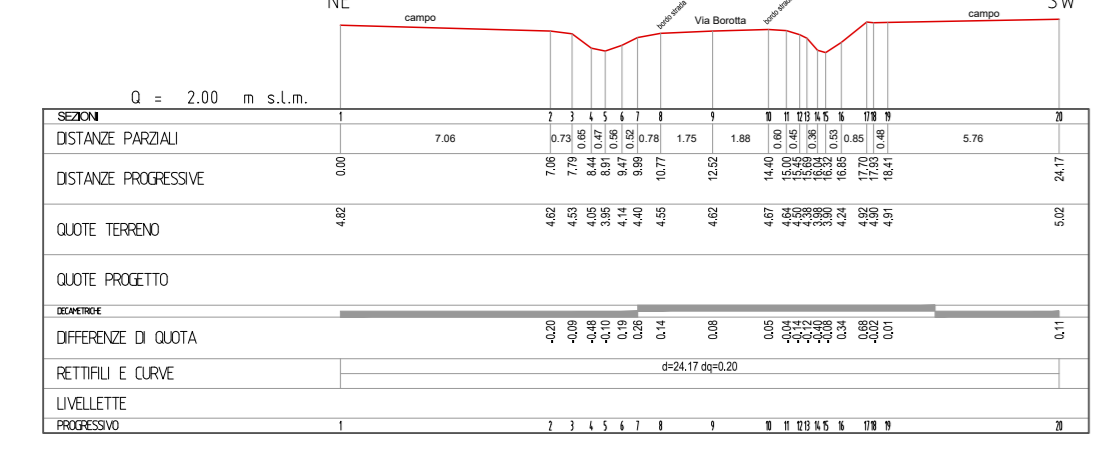 NE SW
campo bordo strada Via Borotta bordo strada campo
Q = 2.00 m s.l.m.
SEZIONI 1 2 3 4 5 6 7 8 9 10 11 12 13 14 15 16 17 18 19 20
DISTANZE PARZIALI 7.06 0.73 0.65 0.47 0.56 0.52 0.78 1.75 1.88 0.60 0.45 0.36 0.53 0.85 0.48 5.76
DISTANZE PROGRESSIVE 0.00 7.06 7.79 8.44 8.91 9.47 9.99 10.77 12.52 14.40 15.00 15.45 15.69 16.04 16.32 16.85 17.70 17.93 18.41 24.17
QUOTE TERRENO 4.82 4.62 4.53 4.05 3.95 4.14 4.40 4.55 4.62 4.67 4.64 4.50 4.38 3.98 3.90 4.24 4.92 4.90 4.91 5.02
QUOTE PROGETTO
DECAMETRICHE
DIFFERENZE DI QUOTA -0.20 -0.09 -0.48 -0.10 0.19 0.26 0.14 0.08 0.05 -0.04 -0.14 -0.12 -0.40 -0.08 0.34 0.68 -0.02 0.01 0.11
RETTIFILI E CURVE d=24.17 dq=0.20
LIVELLETTE
PROGRESSIVO 1 2 3 4 5 6 7 8 9 10 11 12 13 14 15 16 17 18 19 20